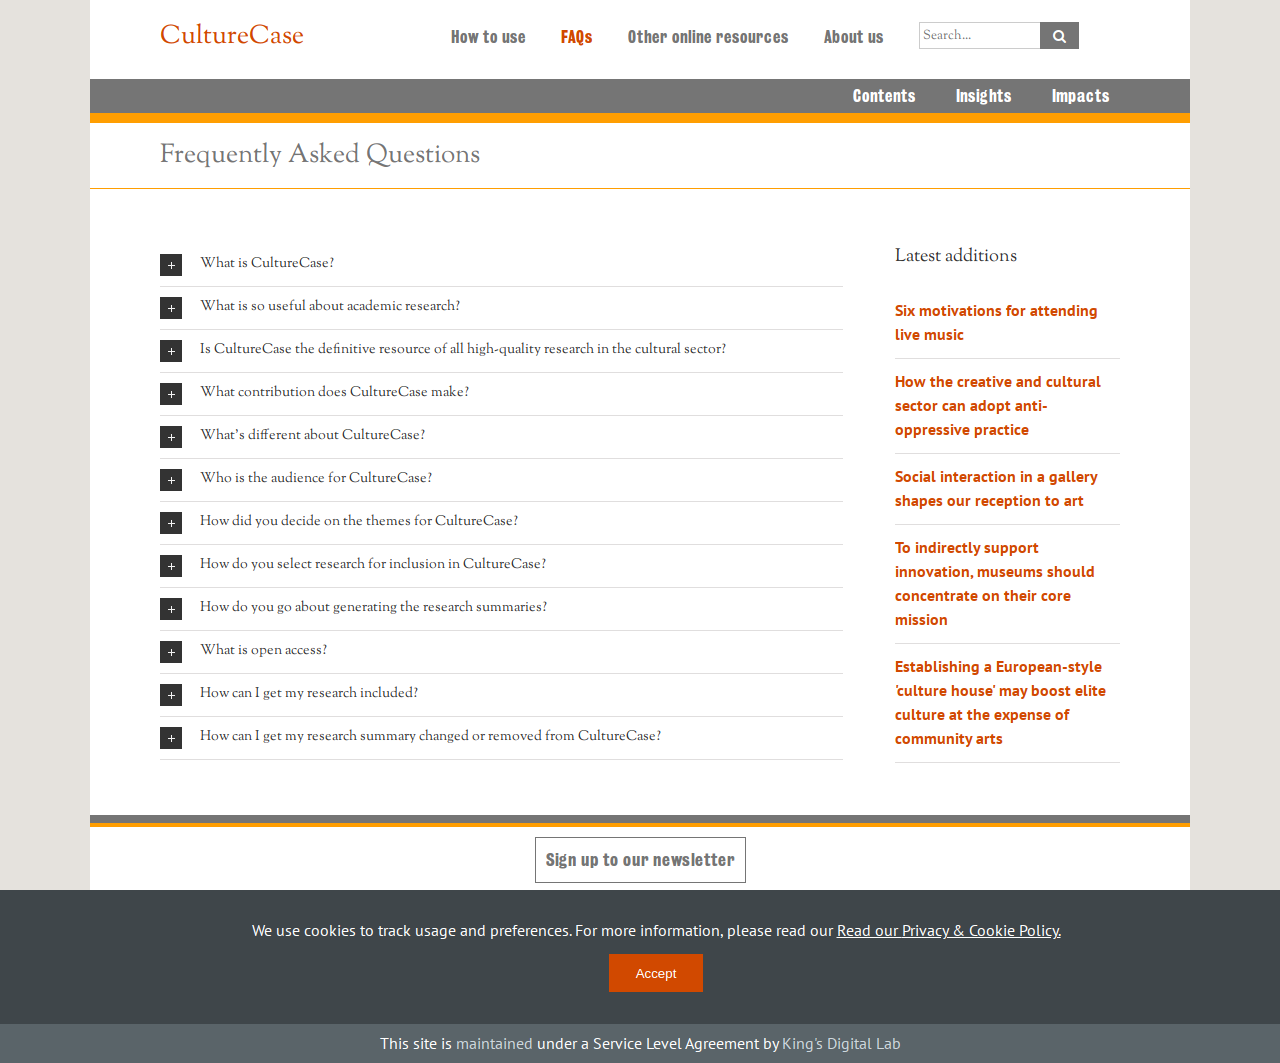 CultureCase
How to use FAQs Other online resources About us Search...
Contents Insights Impacts
Frequently Asked Questions
What is CultureCase?
What is so useful about academic research?
Is CultureCase the definitive resource of all high-quality research in the cultural sector?
What contribution does CultureCase make?
What's different about CultureCase?
Who is the audience for CultureCase?
How did you decide on the themes for CultureCase?
How do you select research for inclusion in CultureCase?
How do you go about generating the research summaries?
What is open access?
How can I get my research included?
How can I get my research summary changed or removed from CultureCase?
Latest additions
Six motivations for attending
live music
How the creative and cultural
sector can adopt anti-
oppressive practice
Social interaction in a gallery
shapes our reception to art
To indirectly support
innovation, museums should
concentrate on their core
mission
Establishing a European-style
'culture house' may boost elite
culture at the expense of
community arts
Sign up to our newsletter
We use cookies to track usage and preferences. For more information, please read our Read our Privacy & Cookie Policy.
Accept
This site is maintained under a Service Level Agreement by King's Digital Lab